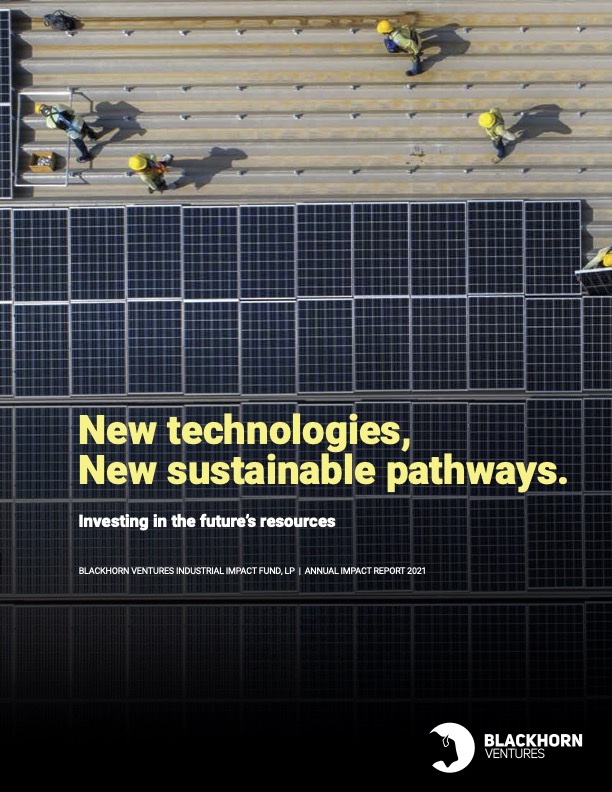 New technologies,
New sustainable pathways.
Investing in the future's resources
BLACKHORN VENTURES INDUSTRIAL IMPACT FUND, LP | ANNUAL IMPACT REPORT 2021
BLACKHORN
VENTURES